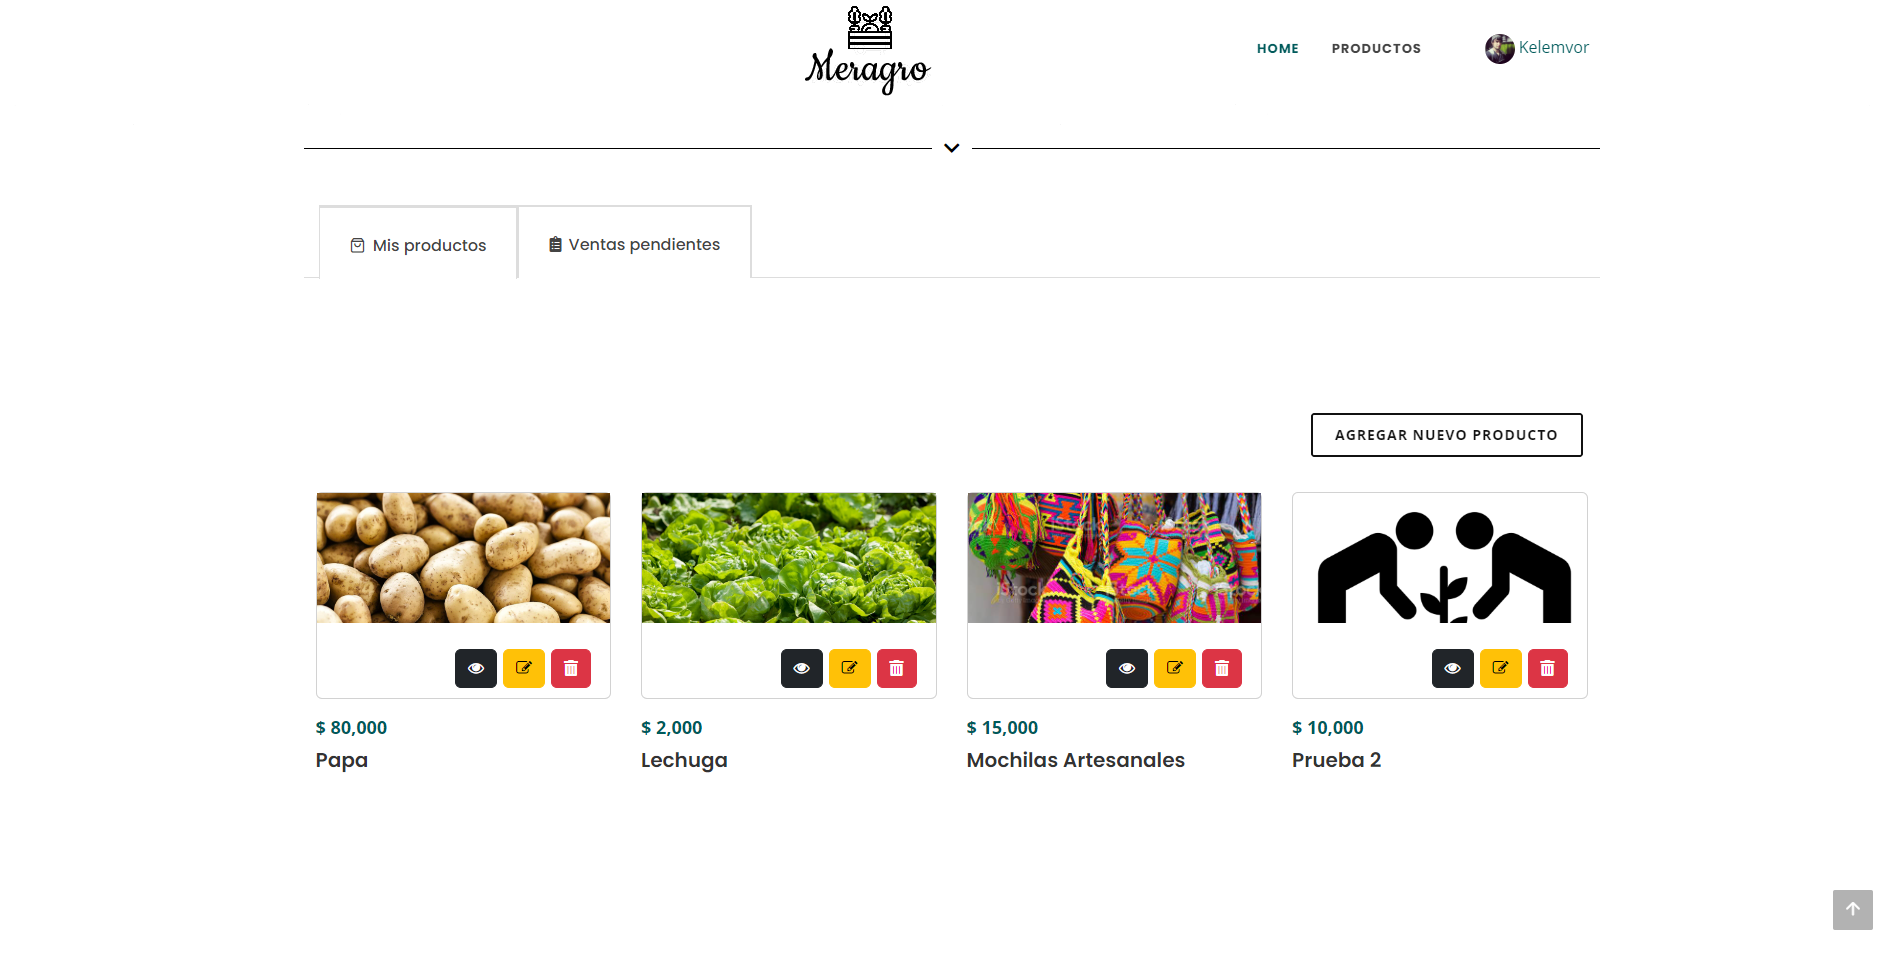 Meragro
HOME
PRODUCTOS
Kelemvor
Mis productos
Ventas pendientes
AGREGAR NUEVO PRODUCTO
$ 80,000
Papa
$ 2,000
Lechuga
$ 15,000
Mochilas Artesanales
$ 10,000
Prueba 2